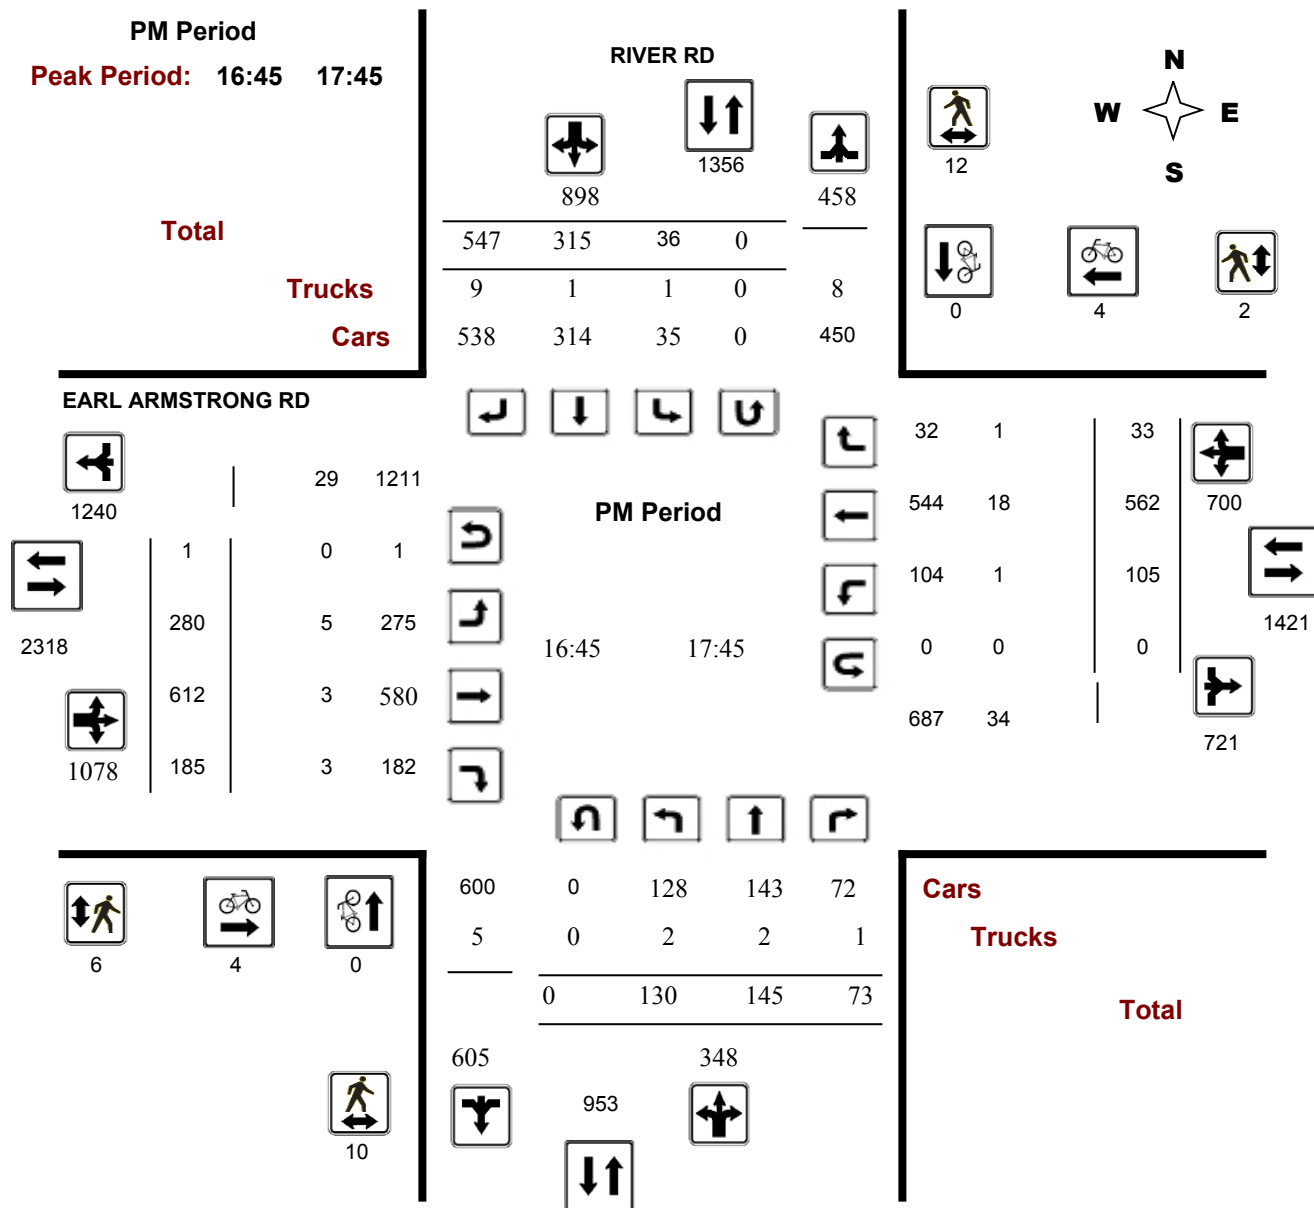 PM Period
Peak Period: 16:45 17:45
RIVER RD
N
W E
S
1356
12
898
458
Total
547 315 36 0
Trucks
9 1 1 0 8
0 4 2
Cars
538 314 35 0 450
EARL ARMSTRONG RD
32 1 33
29 1211
1240
PM Period
544 18 562 700
1 0 1
104 1 105
280 5 275
1421
2318
16:45 17:45
0 0 0
612 3 580
687 34
721
1078
185 3 182
600 0 128 143 72
Cars
5 0 2 2 1
Trucks
6 4 0
0 130 145 73
Total
605 348
953
10